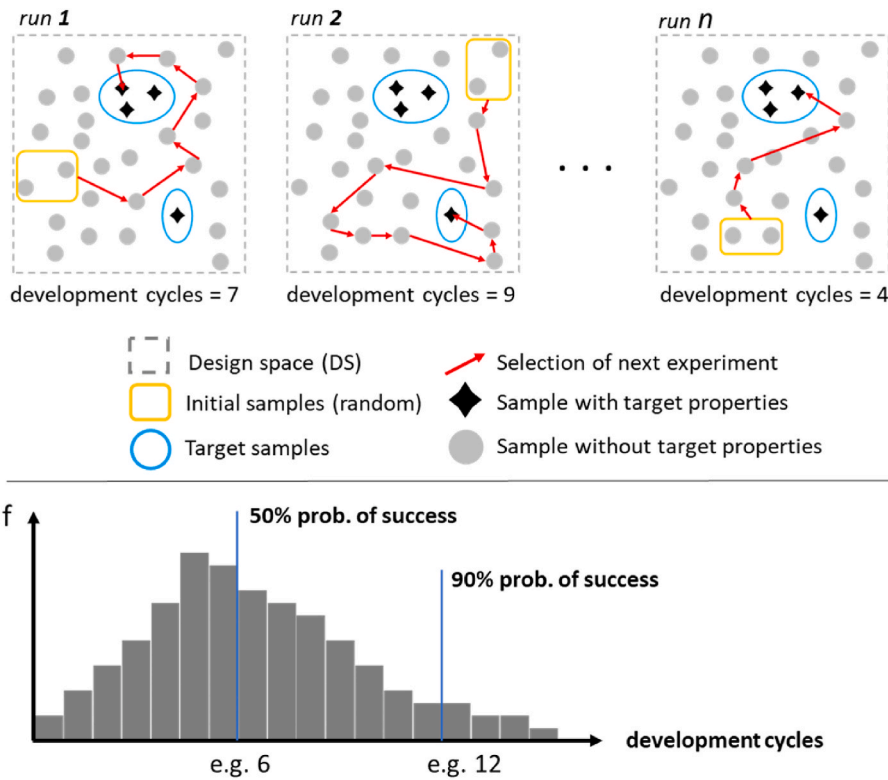 run 1
run 2
run n
. . .
development cycles = 7
development cycles = 9
development cycles = 4
Design space (DS)
Selection of next experiment
Initial samples (random)
Sample with target properties
Target samples
Sample without target properties
f
50% prob. of success
90% prob. of success
development cycles
e.g. 6
e.g. 12